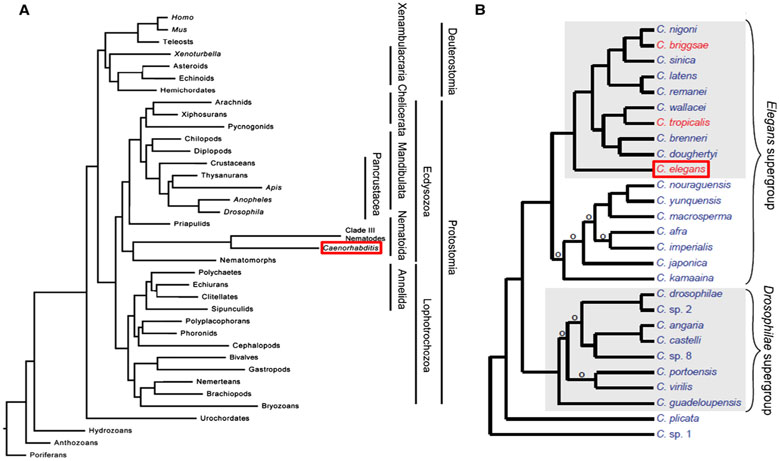 A
Homo
Mus
Teleosts
Xenoturbella
Asteroids
Echinoids
Hemichordates
Arachnids
Xiphosurans
Pycnogonids
Chilopods
Diplopods
Crustaceans
Thysanurans
Apis
Anopheles
Drosophila
Priapulids
Clade III
Nematodes
Caenorhabditis
Nematomorphs
Polychaetes
Echiurans
Clitellates
Sipunculids
Polyplacophorans
Phoronids
Cephalopods
Bivalves
Gastropods
Nemerteans
Brachiopods
Bryozoans
Urochordates
Hydrozoans
Anthozoans
Poriferans
Xenambulacraria
Chelicerata
Mandibulata
Pancrustacea
Nematoida
Annelida
Ecdysozoa
Lophotrochozoa
Deuterostomia
Protostomia
B
C. nigoni
C. briggsae
C. sinica
C. latens
C. remanei
C. wallacei
C. tropicalis
C. brenneri
C. doughertyi
C. elegans
C. nouraguensis
C. yunquensis
C. macrosperma
C. afra
C. imperialis
C. japonica
C. kamaaina
C. drosophilae
C. sp. 2
C. angaria
C. castelli
C. sp. 8
C. portoensis
C. virilis
C. guadeloupensis
C. plicata
C. sp. 1
Elegans supergroup
Drosophilae supergroup